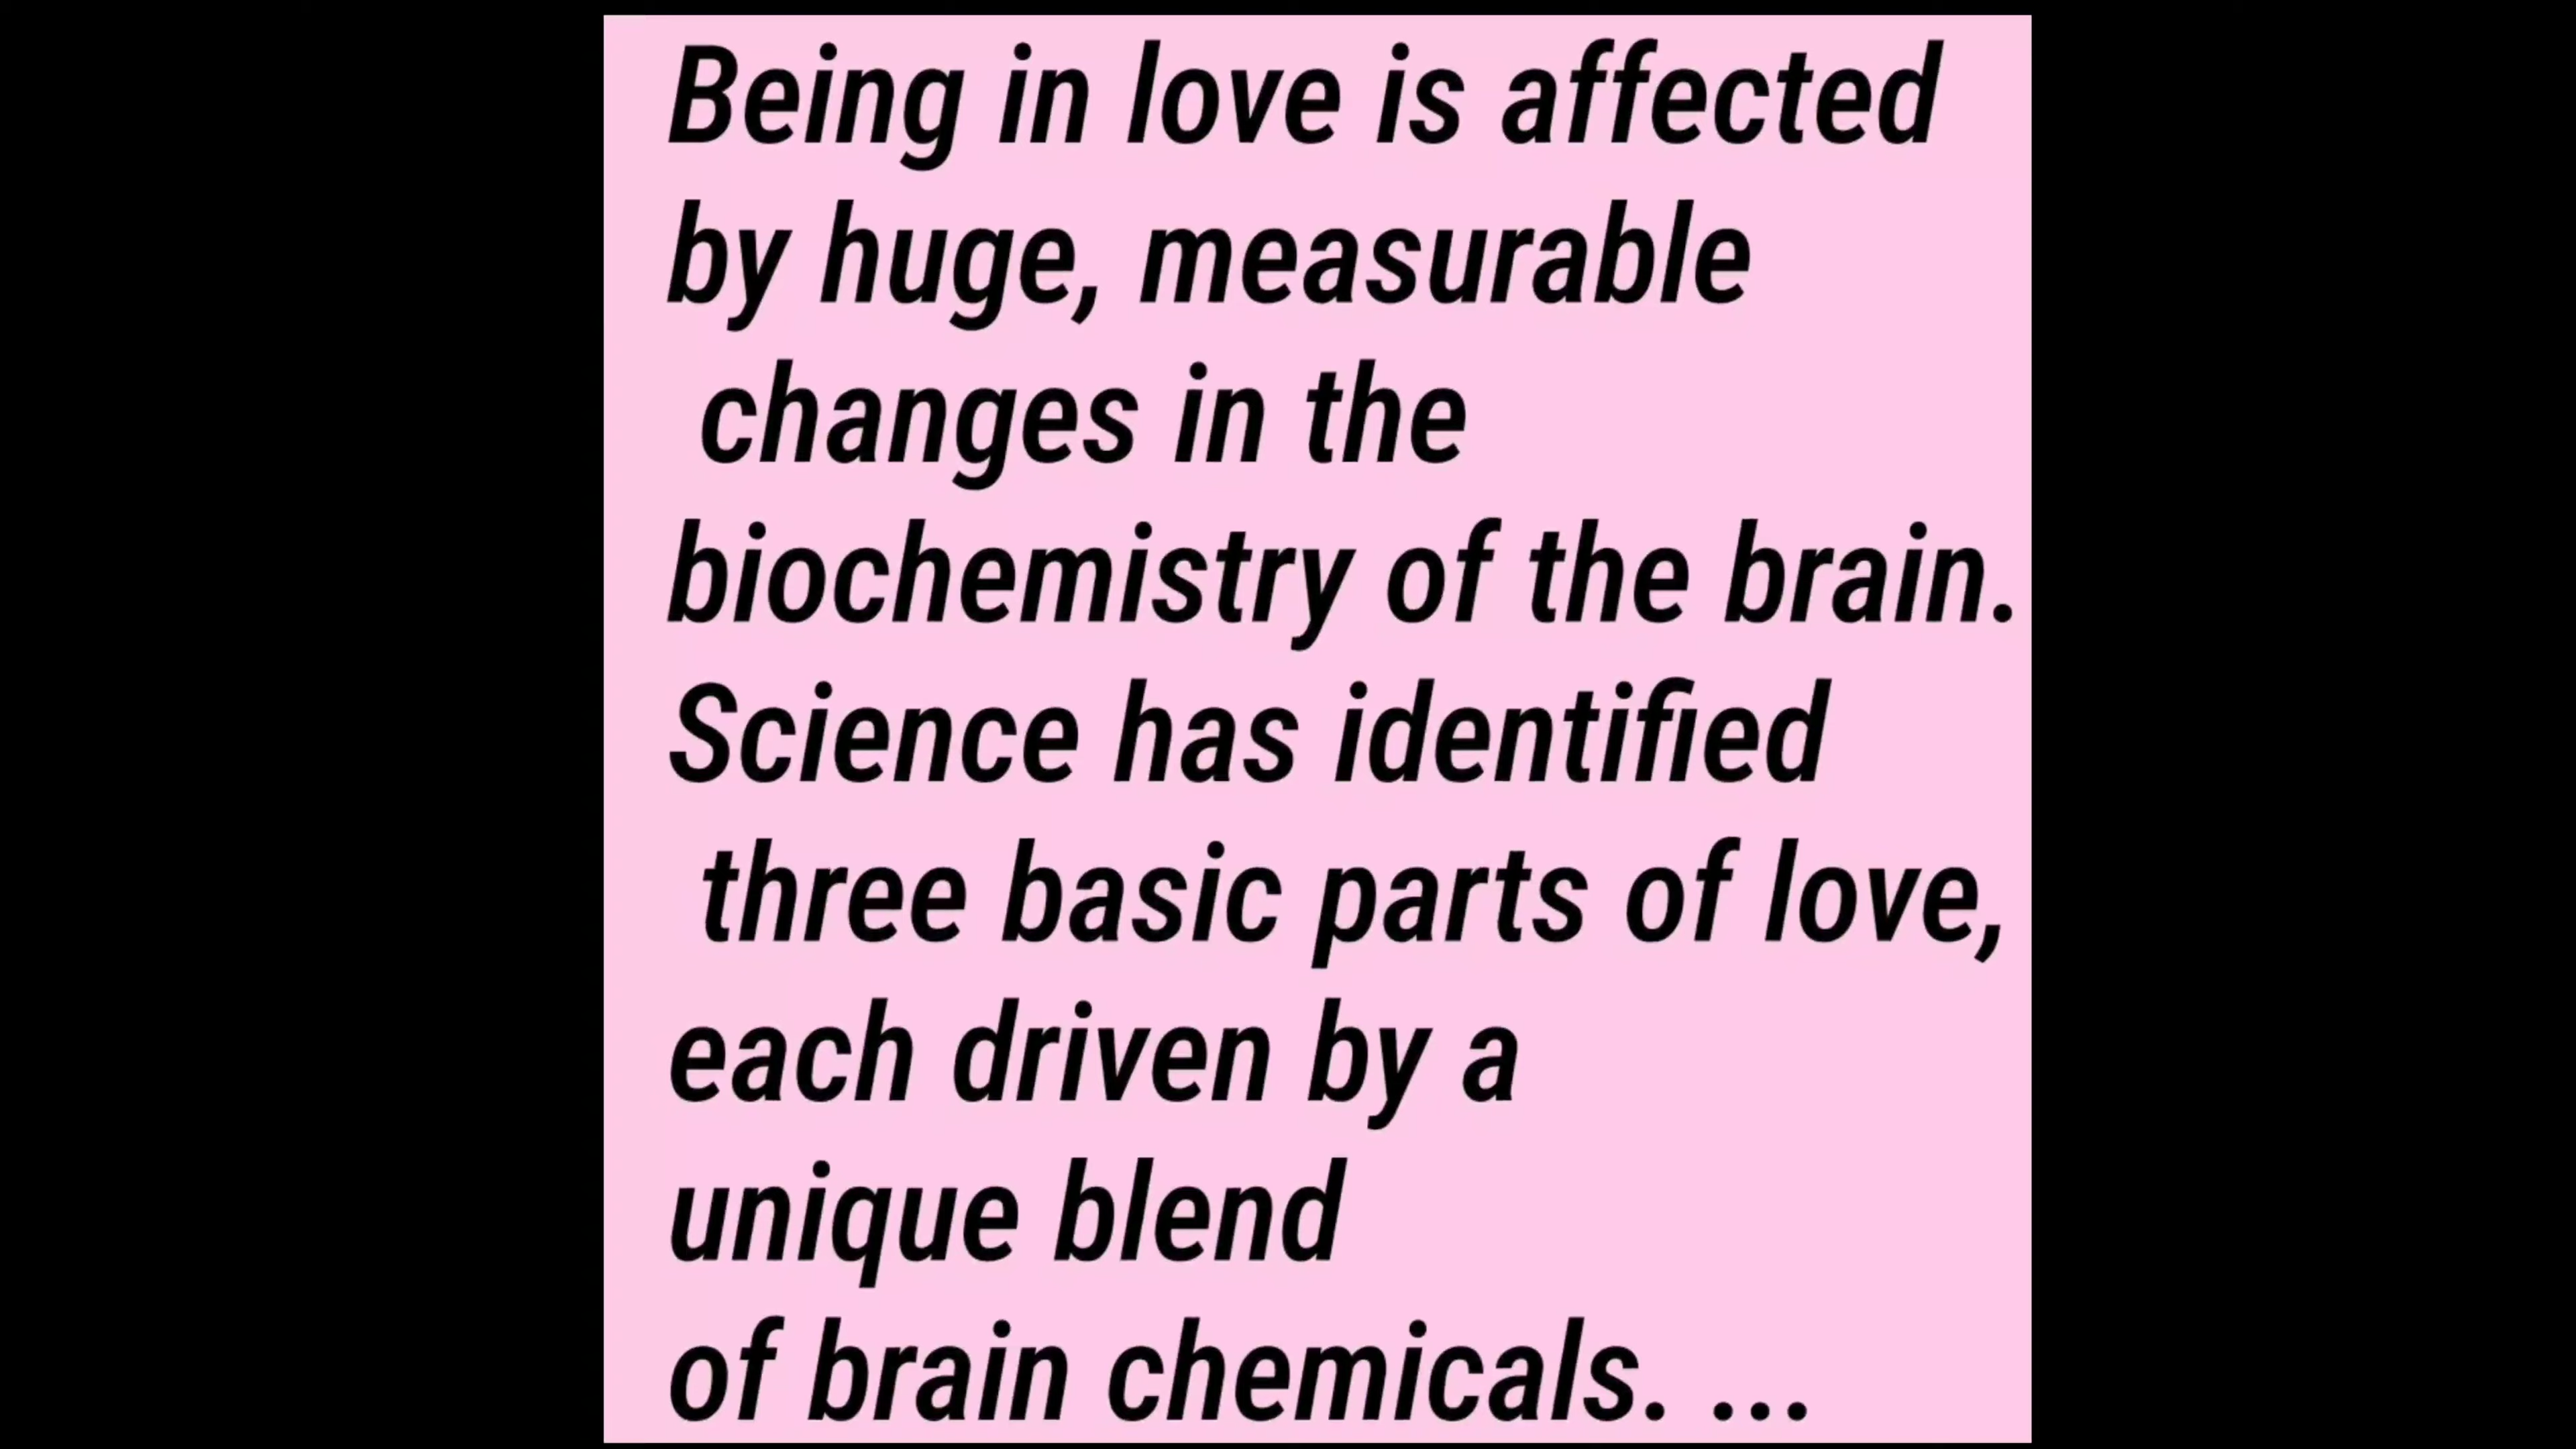 Being in love is affected
by huge, measurable
changes in the
biochemistry of the brain.
Science has identified
three basic parts of love,
each driven by a
unique blend
of brain chemicals. ...